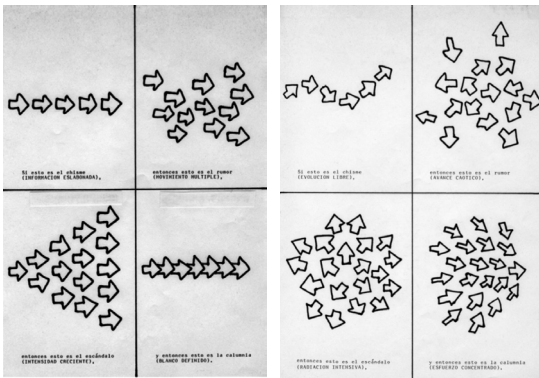 Si esto es el chisme
(INFORMACION ESLABONADA),
entonces esto es el rumor
(MOVIMIENTO MULTIPLE),
entonces esto es el escándalo
(INTENSIDAD CRECIENTE),
y entonces esto es la calumnia
(BLANCO DEFINIDO),
Si esto es el chisme
(EVOLUCION LIBRE),
entonces esto es el rumor
(AVANCE CAOTICO),
entonces esto es el escándalo
(RADIACION INTENSIVA),
y entonces esto es la calumnia
(ESFUERZO CONCENTRADO),